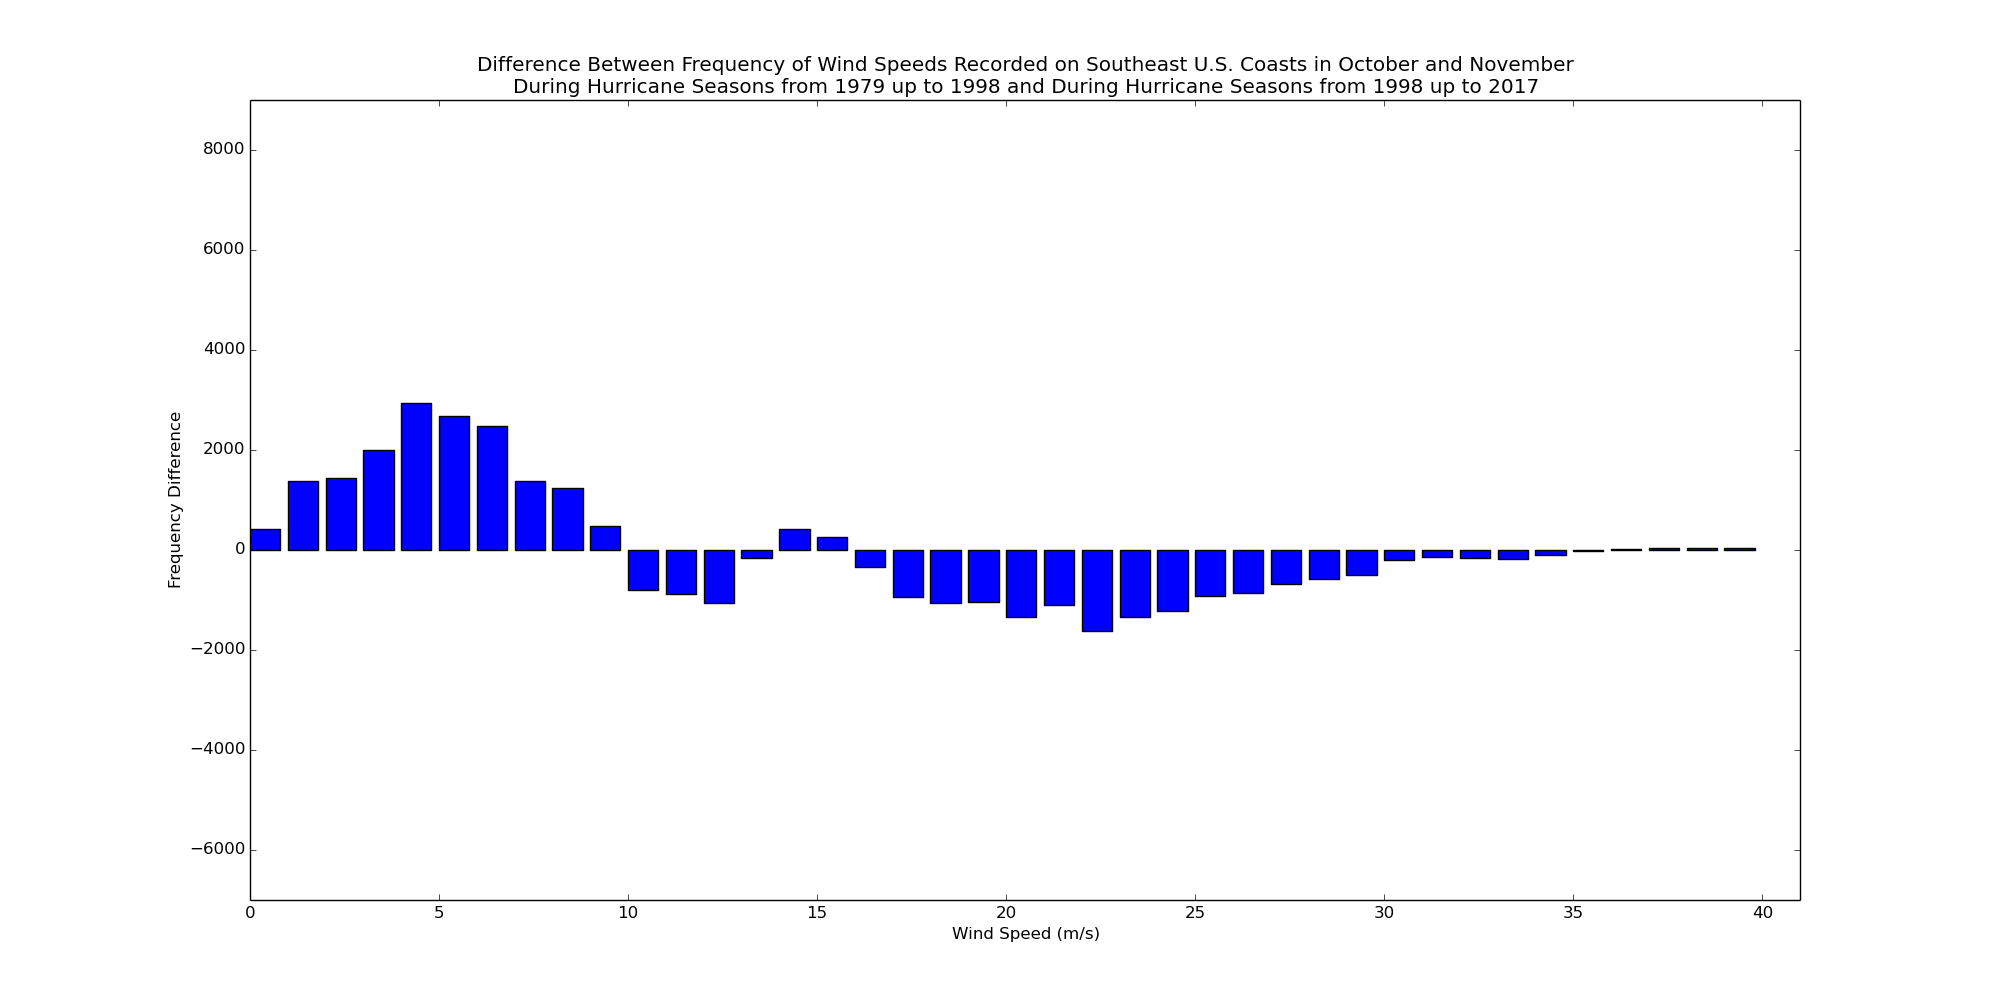 Difference Between Frequency of Wind Speeds Recorded on Southeast U.S. Coasts in October and November
During Hurricane Seasons from 1979 up to 1998 and During Hurricane Seasons from 1998 up to 2017
8000
6000
4000
2000
0
−2000
−4000
−6000
Frequency Difference
0 5 10 15 20 25 30 35 40
Wind Speed (m/s)